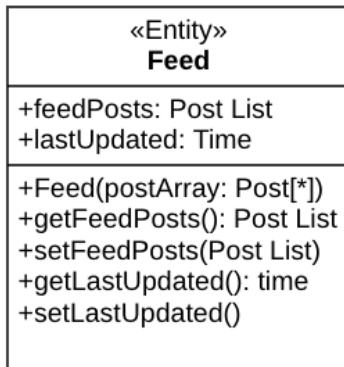 «Entity»
Feed
+feedPosts: Post List
+lastUpdated: Time
+Feed(postArray: Post[*])
+getFeedPosts(): Post List
+setFeedPosts(Post List)
+getLastUpdated(): time
+setLastUpdated()